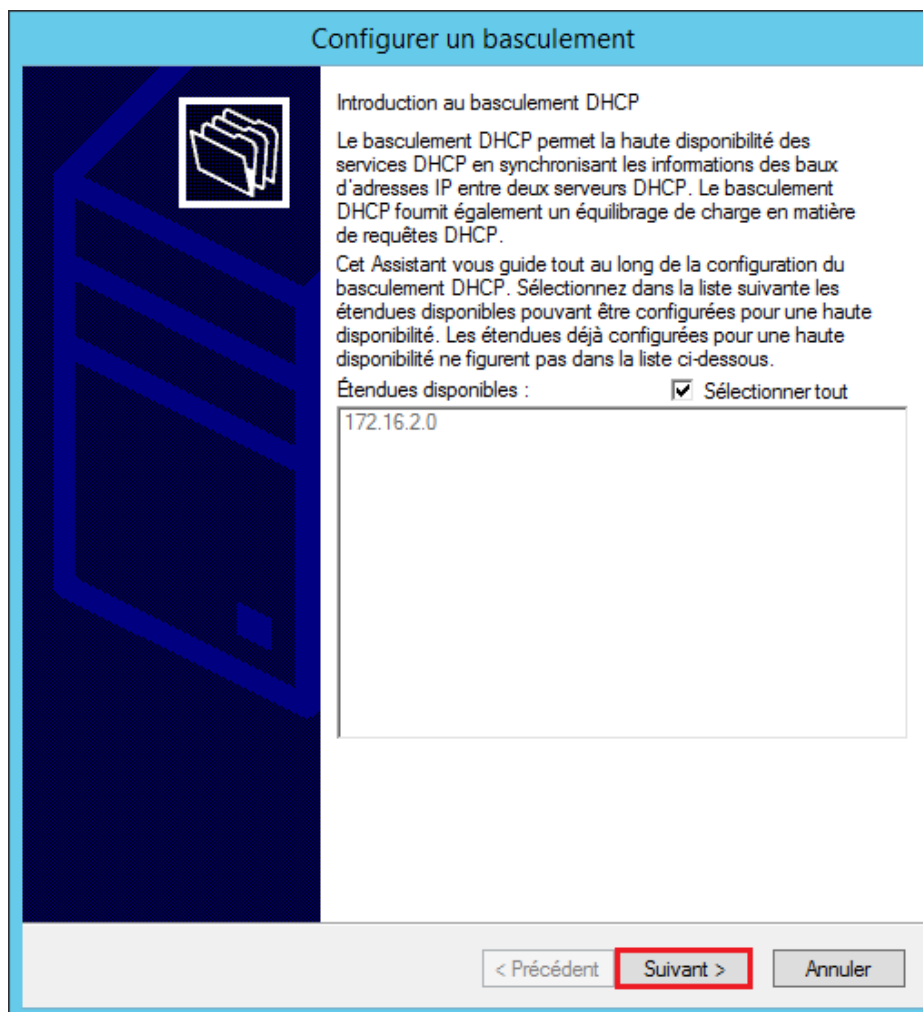 Configurer un basculement
Introduction au basculement DHCP
Le basculement DHCP permet la haute disponibilité des
services DHCP en synchronisant les informations des baux
d'adresses IP entre deux serveurs DHCP. Le basculement
DHCP fournit également un équilibrage de charge en matière
de requêtes DHCP.
Cet Assistant vous guide tout au long de la configuration du
basculement DHCP. Sélectionnez dans la liste suivante les
étendues disponibles pouvant être configurées pour une haute
disponibilité. Les étendues déjà configurées pour une haute
disponibilité ne figurent pas dans la liste ci-dessous.
Étendues disponibles : Sélectionner tout
172.16.2.0
< Précédent Suivant > Annuler